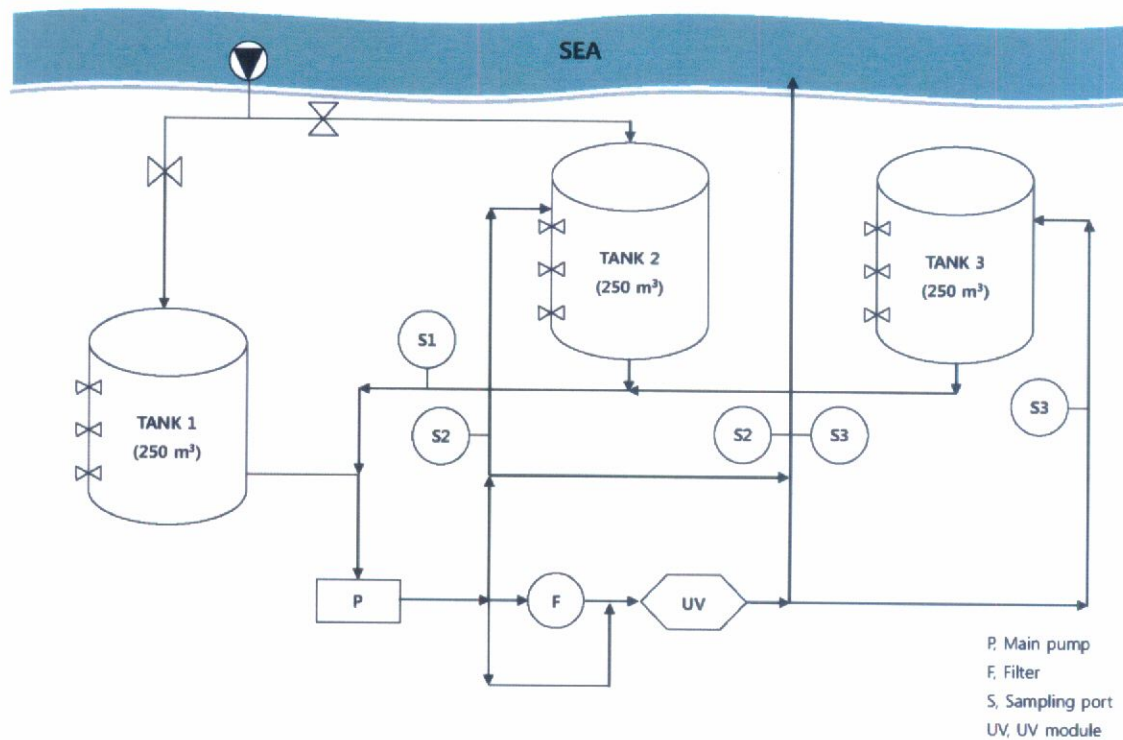 SEA
TANK 2
(250 m³)
TANK 3
(250 m³)
S1
TANK 1
(250 m³)
S2
S2
S3
S3
P
F
UV
P, Main pump
F, Filter
S, Sampling port
UV, UV module